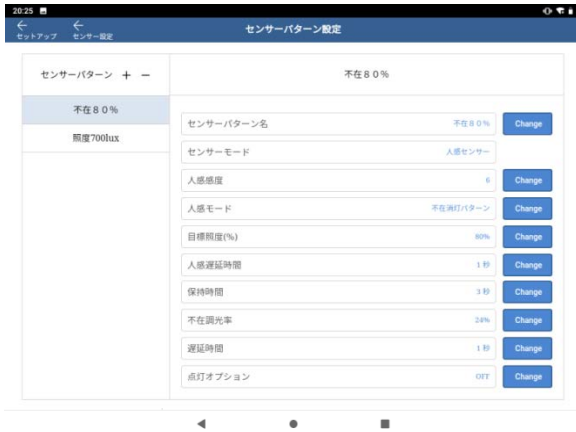 20:25
セットアップ
センサー設定
センサーパターン設定
センサーパターン ＋ －
不在８０％
照度700lux
不在８０％
センサーパターン名 不在８０％ Change
センサーモード 人感センサー
人感感度 6 Change
人感モード 不在消灯パターン Change
目標照度(%) 80% Change
人感遅延時間 1 秒 Change
保持時間 3 秒 Change
不在調光率 24% Change
遅延時間 1 秒 Change
点灯オプション OFF Change